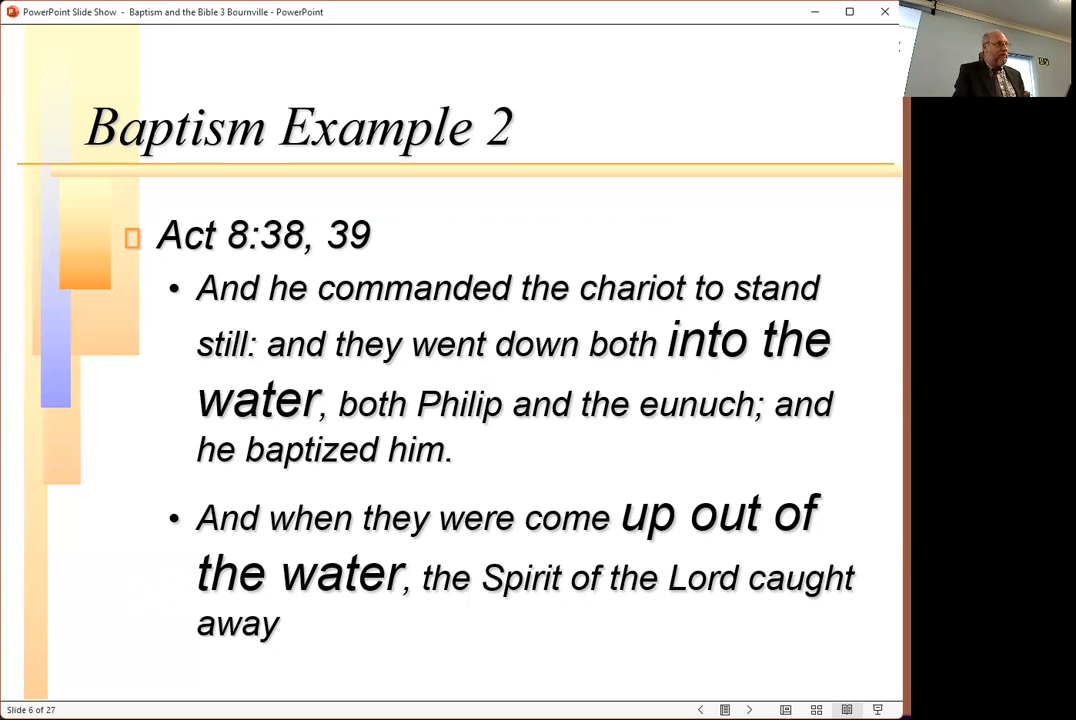 PowerPoint Slide Show - Baptism and the Bible 3 Bournville - PowerPoint
Baptism Example 2
Act 8:38, 39
• And he commanded the chariot to stand
still: and they went down both into the
water, both Philip and the eunuch; and
he baptized him.
• And when they were come up out of
the water, the Spirit of the Lord caught
away
Slide 6 of 27